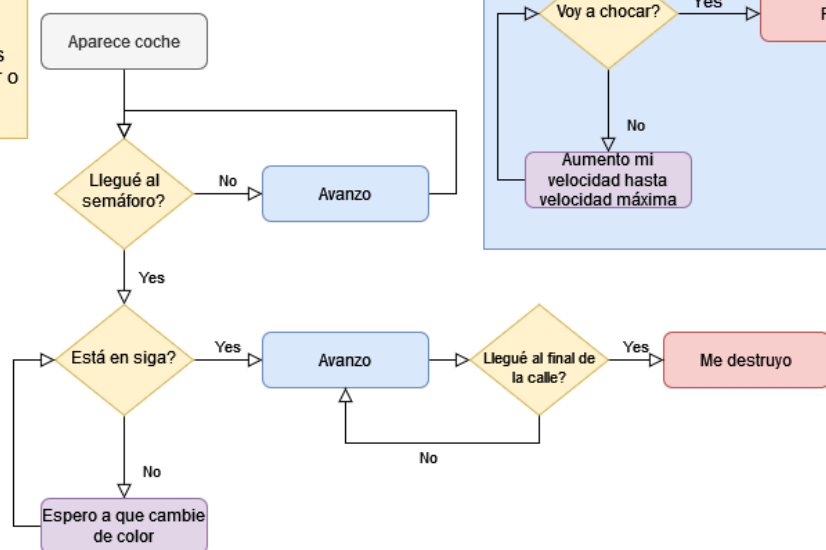 Aparece coche
Voy a chocar?
Yes
No
Aumento mi
velocidad hasta
velocidad máxima
Llegué al
semáforo?
No
Avanzo
Yes
Está en siga?
Yes
Avanzo
Llegué al final de
la calle?
Yes
Me destruyo
No
No
Espero a que cambie
de color